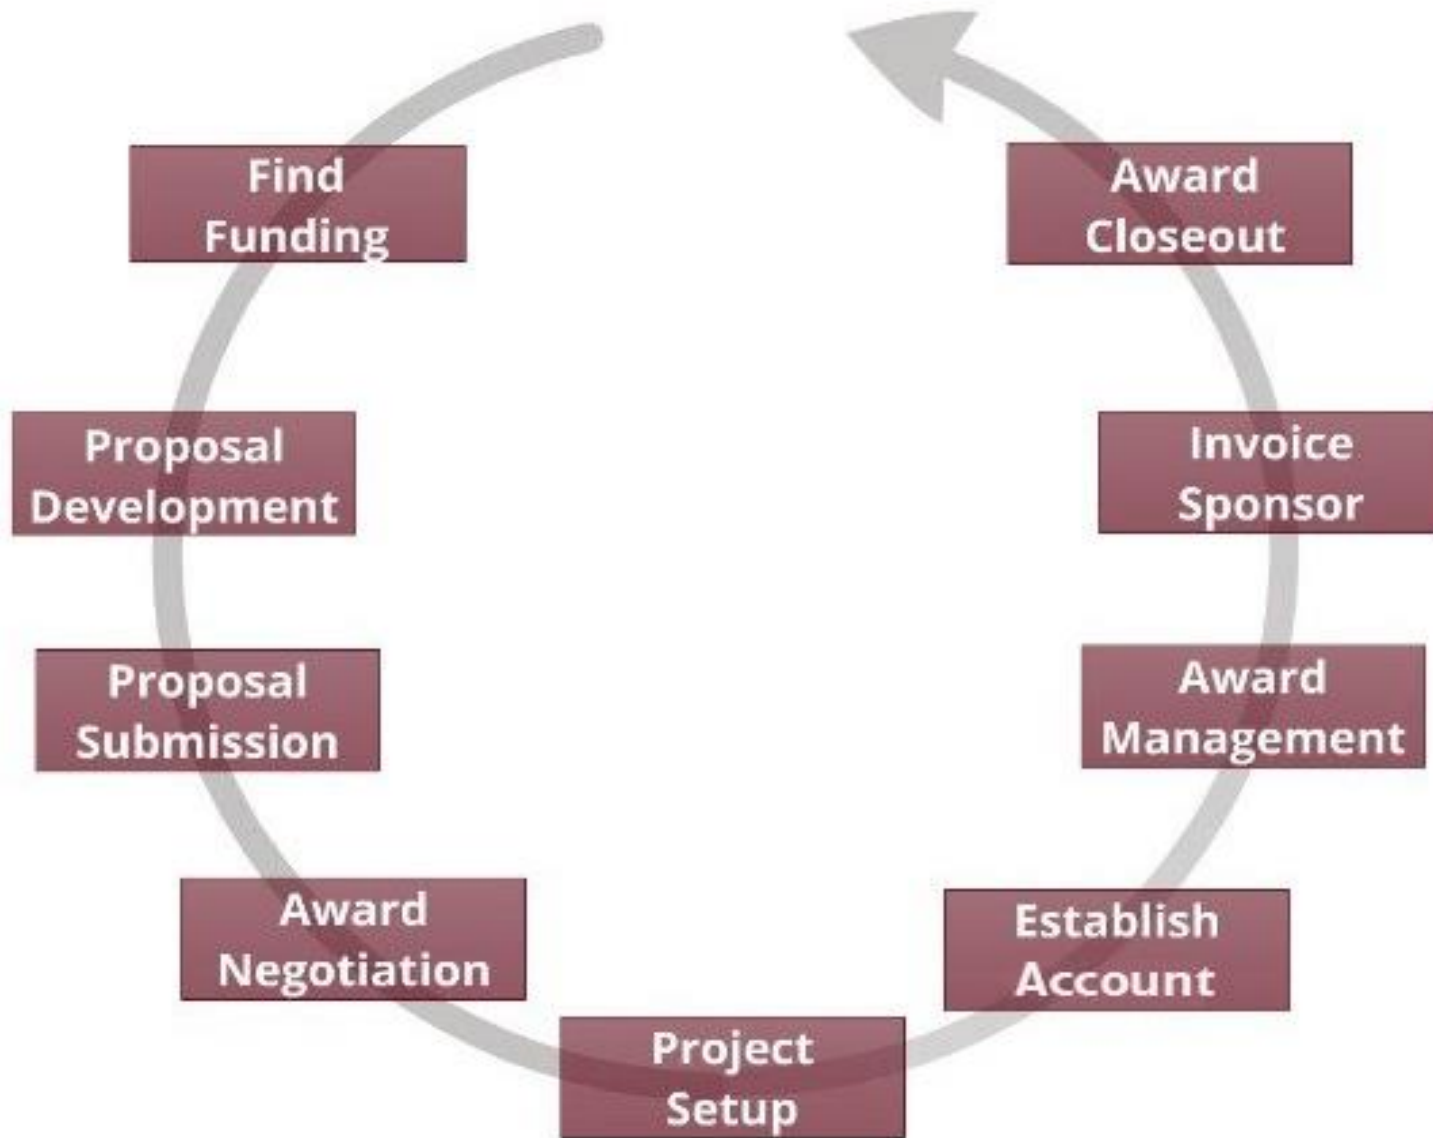 Find
Funding
Proposal
Development
Proposal
Submission
Award
Negotiation
Project
Setup
Establish
Account
Award
Management
Invoice
Sponsor
Award
Closeout